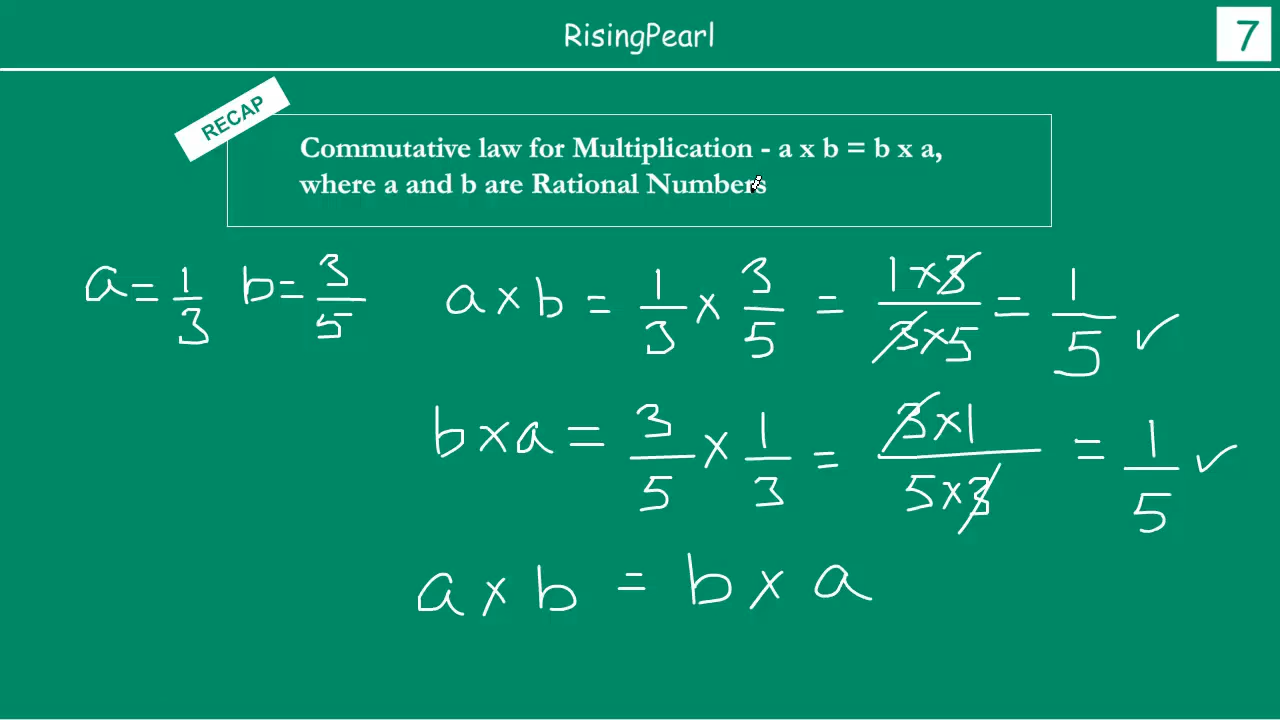 RisingPearl
7
RECAP
Commutative law for Multiplication - a x b = b x a,
where a and b are Rational Numbers
a = 1/3 b = 3/5
a x b = 1/3 x 3/5 = 1x3/3x5 = 1/5 ✓
b x a = 3/5 x 1/3 = 3x1/5x3 = 1/5 ✓
a x b = b x a